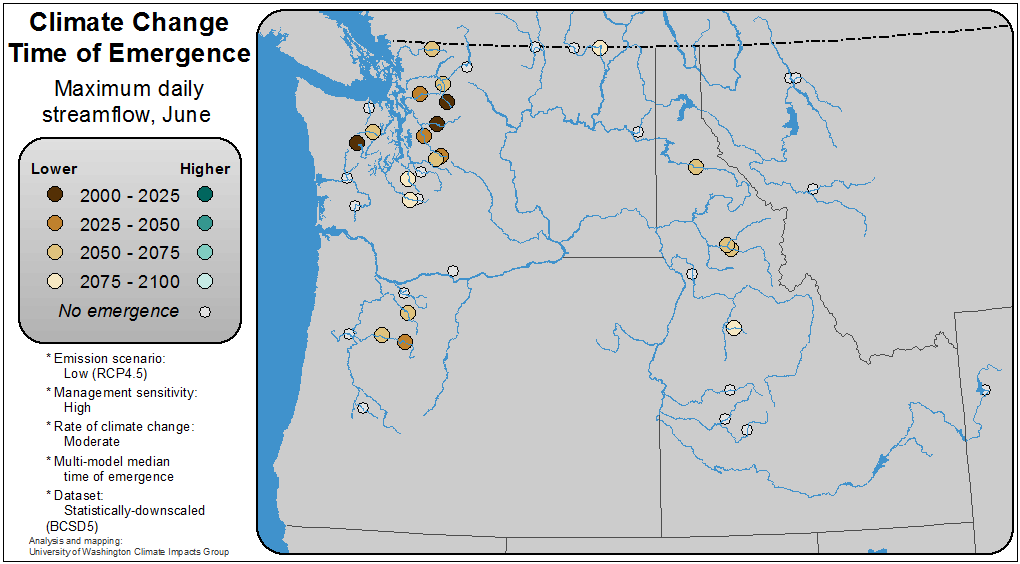 Climate Change
Time of Emergence
Maximum daily
streamflow, June
Lower Higher
2000 - 2025
2025 - 2050
2050 - 2075
2075 - 2100
No emergence
* Emission scenario:
Low (RCP4.5)
* Management sensitivity:
High
* Rate of climate change:
Moderate
* Multi-model median
time of emergence
* Dataset:
Statistically-downscaled
(BCSD5)
Analysis and mapping:
University of Washington Climate Impacts Group